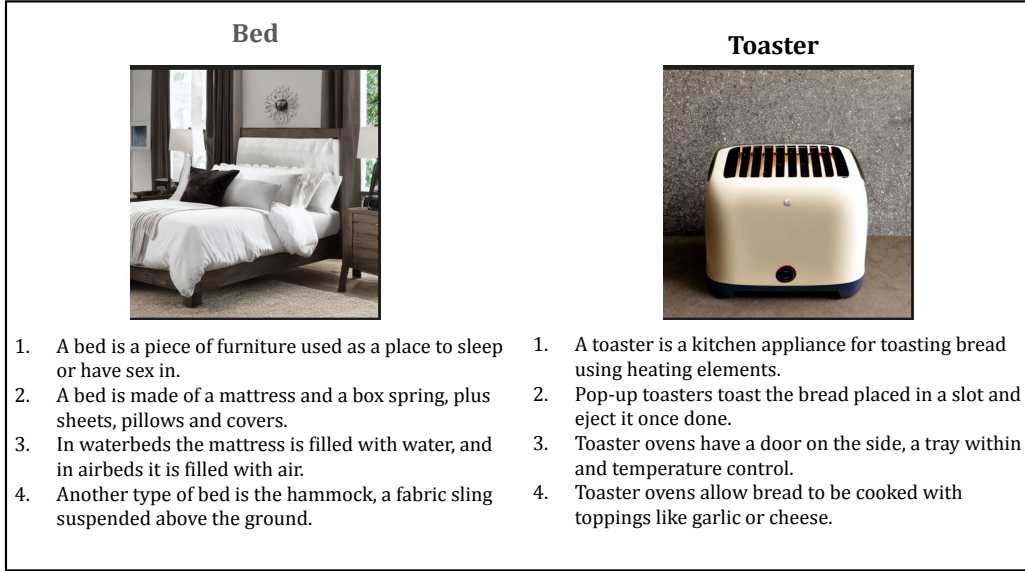 Bed
1. A bed is a piece of furniture used as a place to sleep
or have sex in.
2. A bed is made of a mattress and a box spring, plus
sheets, pillows and covers.
3. In waterbeds the mattress is filled with water, and
in airbeds it is filled with air.
4. Another type of bed is the hammock, a fabric sling
suspended above the ground.
Toaster
1. A toaster is a kitchen appliance for toasting bread
using heating elements.
2. Pop-up toasters toast the bread placed in a slot and
eject it once done.
3. Toaster ovens have a door on the side, a tray within
and temperature control.
4. Toaster ovens allow bread to be cooked with
toppings like garlic or cheese.